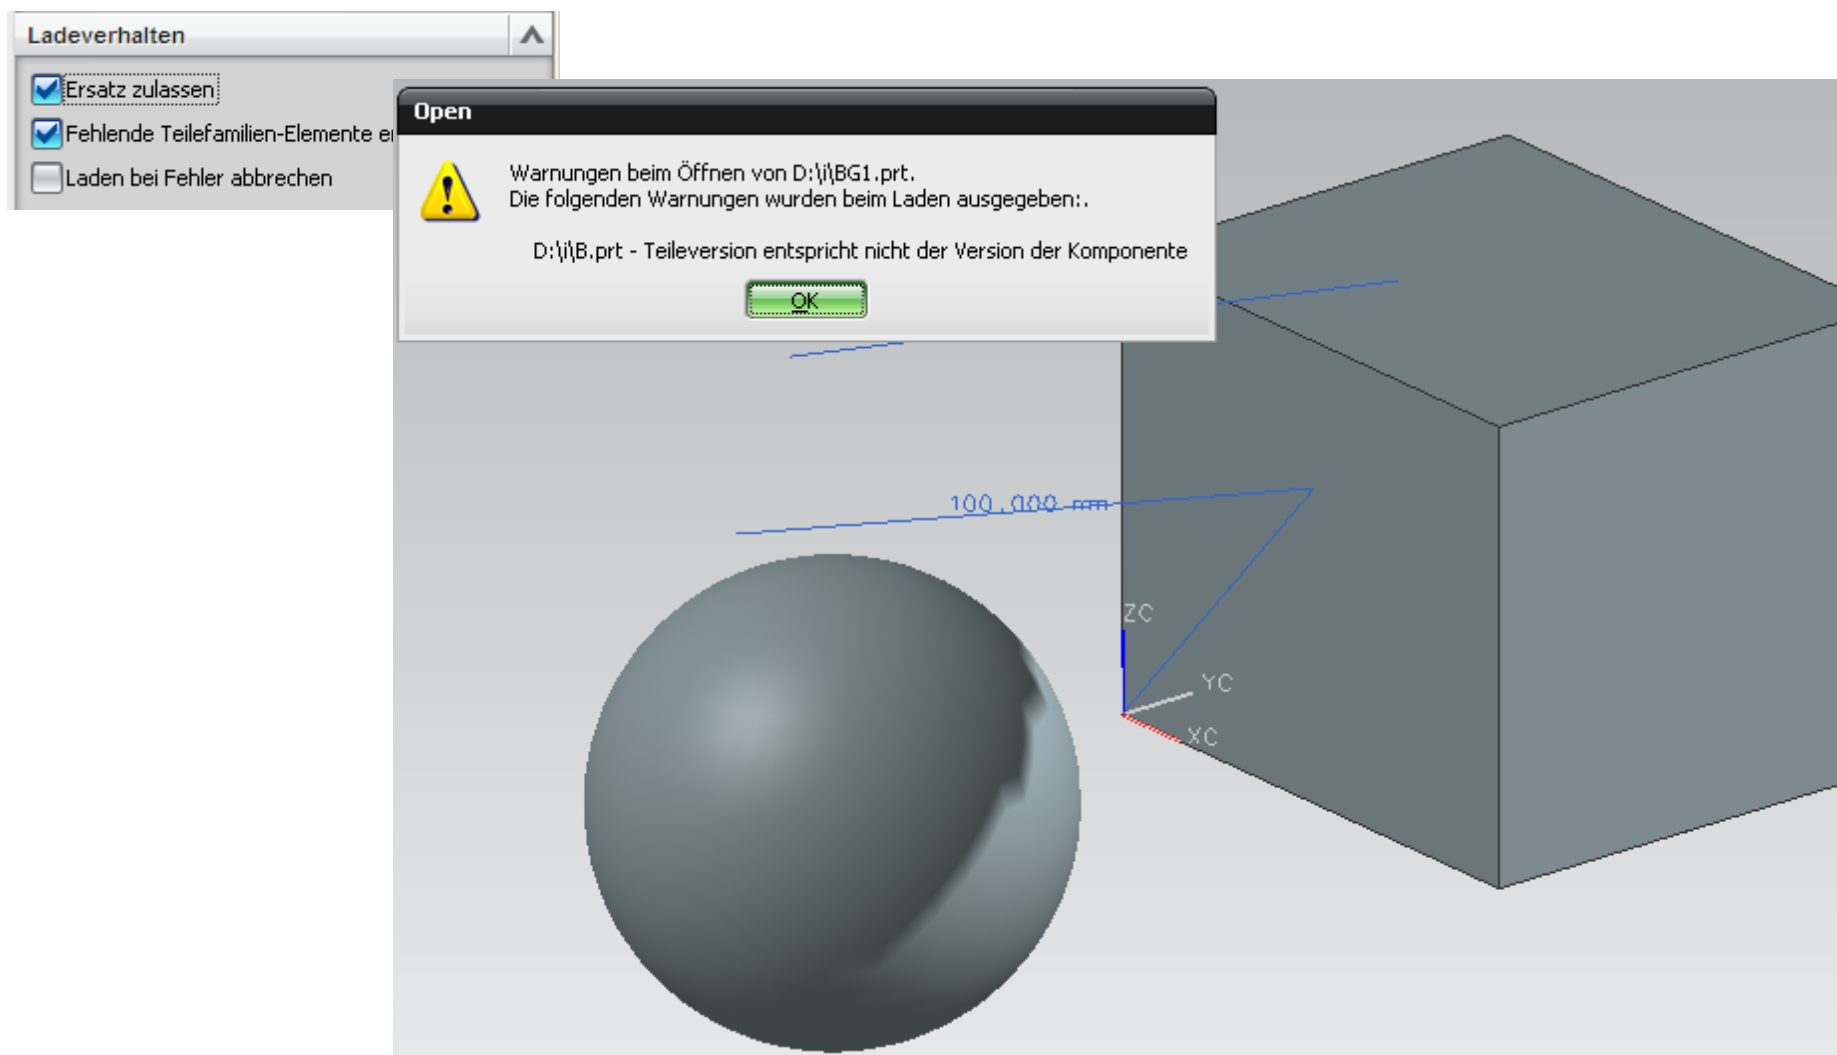 Ladeverhalten
Ersatz zulassen
Fehlende Teilefamilien-Elemente
Laden bei Fehler abbrechen
Open
Warnungen beim Öffnen von D:\i\BG1.prt.
Die folgenden Warnungen wurden beim Laden ausgegeben:.
D:\i\B.prt - Teileversion entspricht nicht der Version der Komponente
OK
100.000 mm
ZC
YC
XC